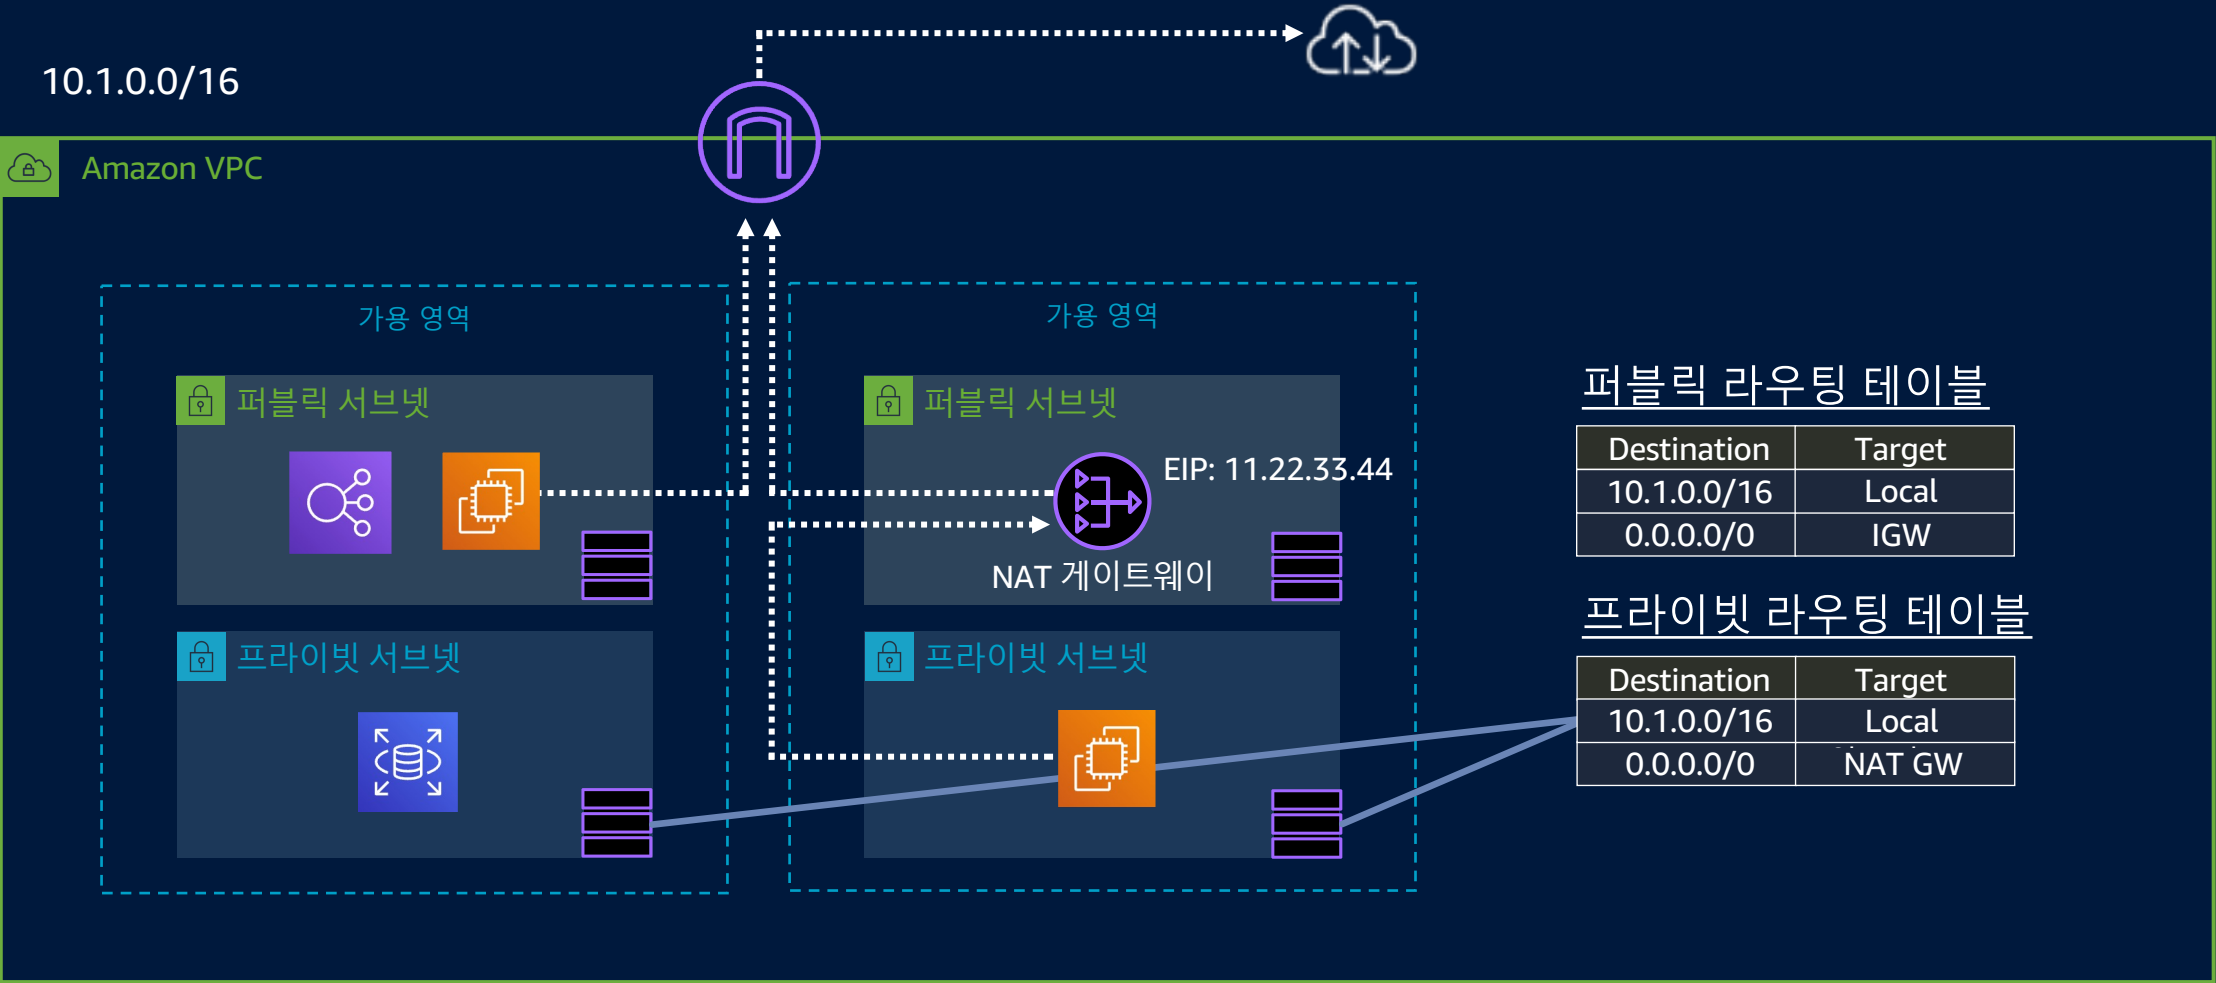 10.1.0.0/16
Amazon VPC
가용 영역
가용 영역
퍼블릭 서브넷
퍼블릭 서브넷
EIP: 11.22.33.44
NAT 게이트웨이
프라이빗 서브넷
프라이빗 서브넷
퍼블릭 라우팅 테이블
Destination Target
10.1.0.0/16 Local
0.0.0.0/0 IGW
프라이빗 라우팅 테이블
Destination Target
10.1.0.0/16 Local
0.0.0.0/0 NAT GW